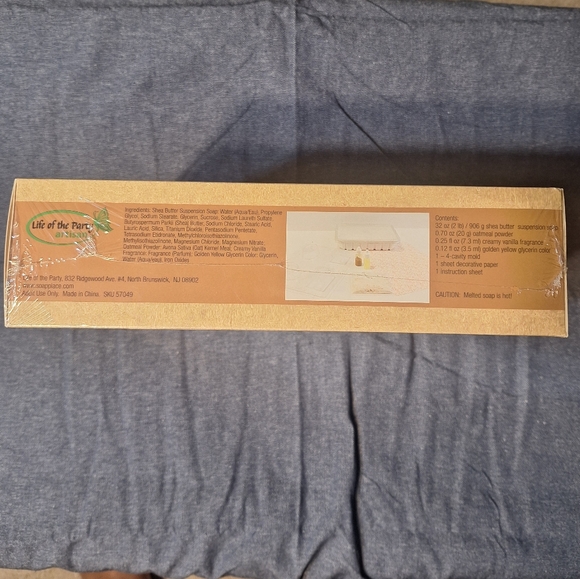 Life of the Party
Ingredients: Shea Butter Suspension Soap: Water (Aqua/Eau), Propylene
Glycol, Sodium Stearate, Glycerin, Sucrose, Sodium Laureth Sulfate,
Butyrospermum Parkii (Shea) Butter, Sodium Chloride, Stearic Acid,
Lauric Acid, Silica, Titanium Dioxide, Pentasodium Pentetate,
Tetrasodium Etidronate, Methylchloroisothiazolinone,
Methylisothiazolinone, Magnesium Chloride, Magnesium Nitrate;
Oatmeal Powder: Avena Sativa (Oat) Kernel Meal; Creamy Vanilla
Fragrance: Fragrance (Parfum); Golden Yellow Glycerin Color: Glycerin,
Water (Aqua/Eau), Iron Oxides
of the Party, 832 Ridgewood Ave. #4, North Brunswick, NJ 08902
Use Only. Made in China. SKU 57049
Contents:
32 oz (2 lb) / 906 g shea butter suspension soap
0.70 oz (20 g) oatmeal powder
0.25 fl oz (7.3 ml) creamy vanilla fragrance
0.12 fl oz (3.5 ml) golden yellow glycerin color
1 – 4-cavity mold
1 sheet decorative paper
1 instruction sheet
CAUTION: Melted soap is hot!